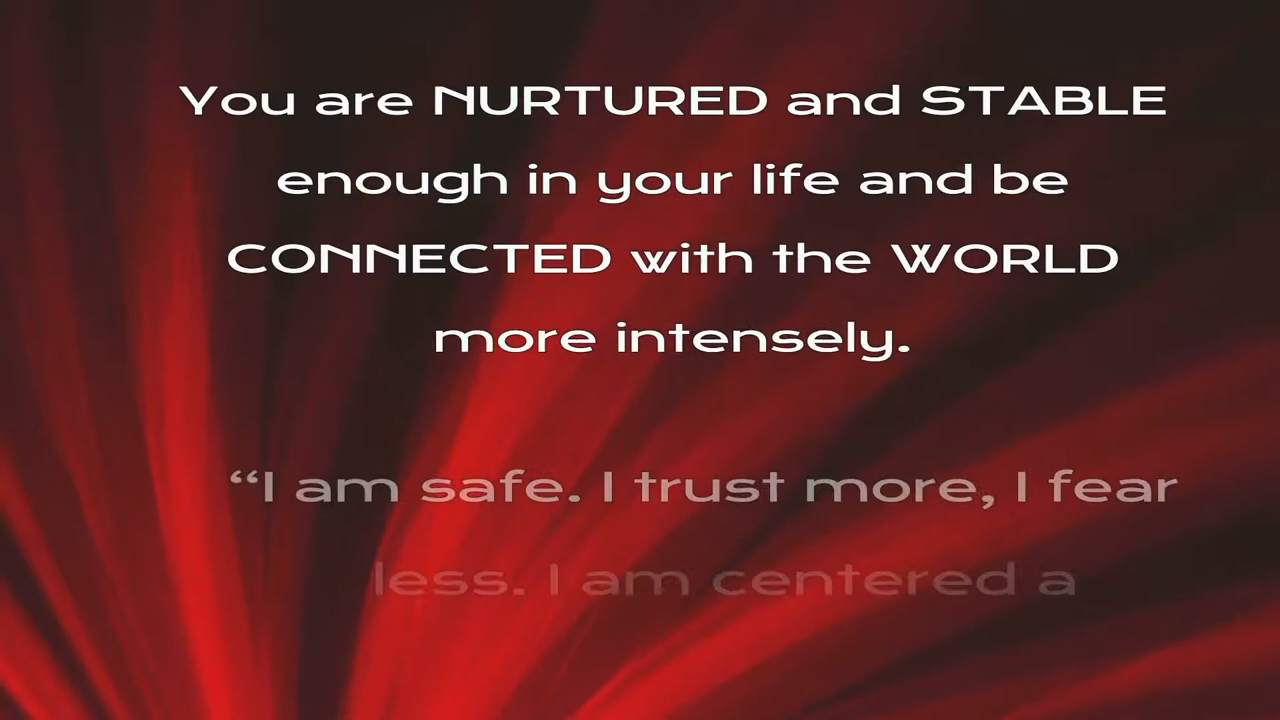 You are NURTURED and STABLE
enough in your life and be
CONNECTED with the WORLD
more intensely.
“I am safe. I trust more, I fear
less. I am centered a